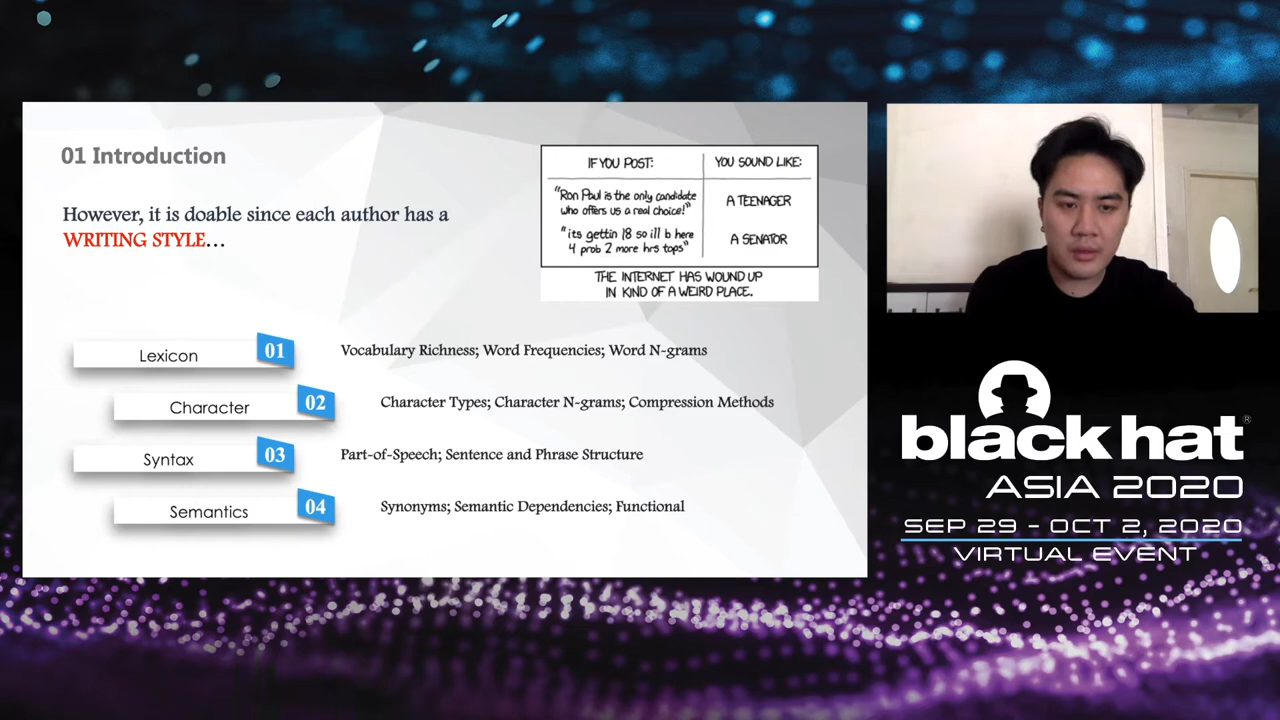 01 Introduction
However, it is doable since each author has a
WRITING STYLE...
IF YOU POST:
YOU SOUND LIKE:
"Ron Paul is the only candidate
who offers us a real choice!"
A TEENAGER
"its gettin 18 so ill b here
4 prob 2 more hrs tops"
A SENATOR
THE INTERNET HAS WOUND UP
IN KIND OF A WEIRD PLACE.
Lexicon 01
Vocabulary Richness; Word Frequencies; Word N-grams
Character 02
Character Types; Character N-grams; Compression Methods
Syntax 03
Part-of-Speech; Sentence and Phrase Structure
Semantics 04
Synonyms; Semantic Dependencies; Functional
black hat®
ASIA 2020
SEP 29 - OCT 2, 2020
VIRTUAL EVENT